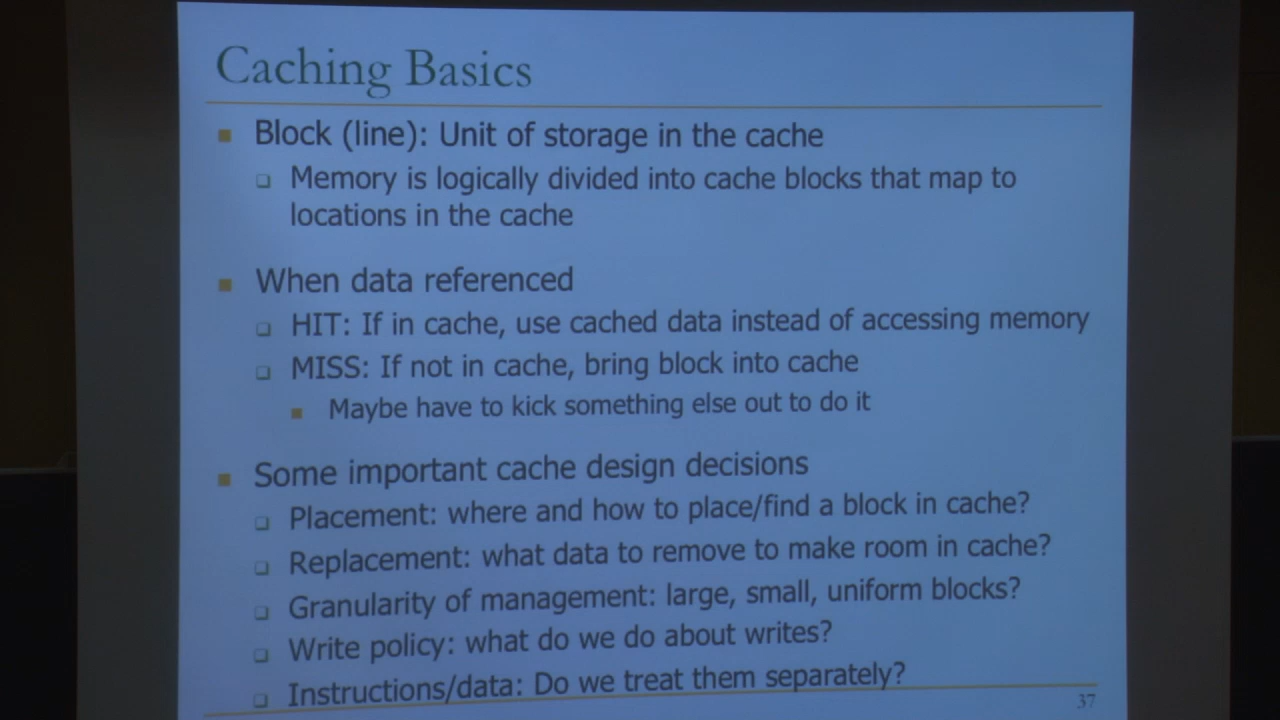 Caching Basics
Block (line): Unit of storage in the cache
Memory is logically divided into cache blocks that map to
locations in the cache
When data referenced
HIT: If in cache, use cached data instead of accessing memory
MISS: If not in cache, bring block into cache
Maybe have to kick something else out to do it
Some important cache design decisions
Placement: where and how to place/find a block in cache?
Replacement: what data to remove to make room in cache?
Granularity of management: large, small, uniform blocks?
Write policy: what do we do about writes?
Instructions/data: Do we treat them separately?
37